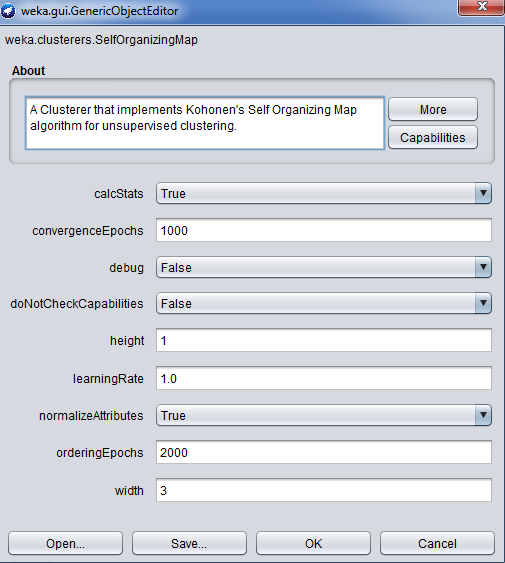 weka.gui.GenericObjectEditor
weka.clusterers.SelfOrganizingMap
About
A Clusterer that implements Kohonen's Self Organizing Map
algorithm for unsupervised clustering.
More
Capabilities
calcStats True
convergenceEpochs 1000
debug False
doNotCheckCapabilities False
height 1
learningRate 1.0
normalizeAttributes True
orderingEpochs 2000
width 3
Open... Save... OK Cancel